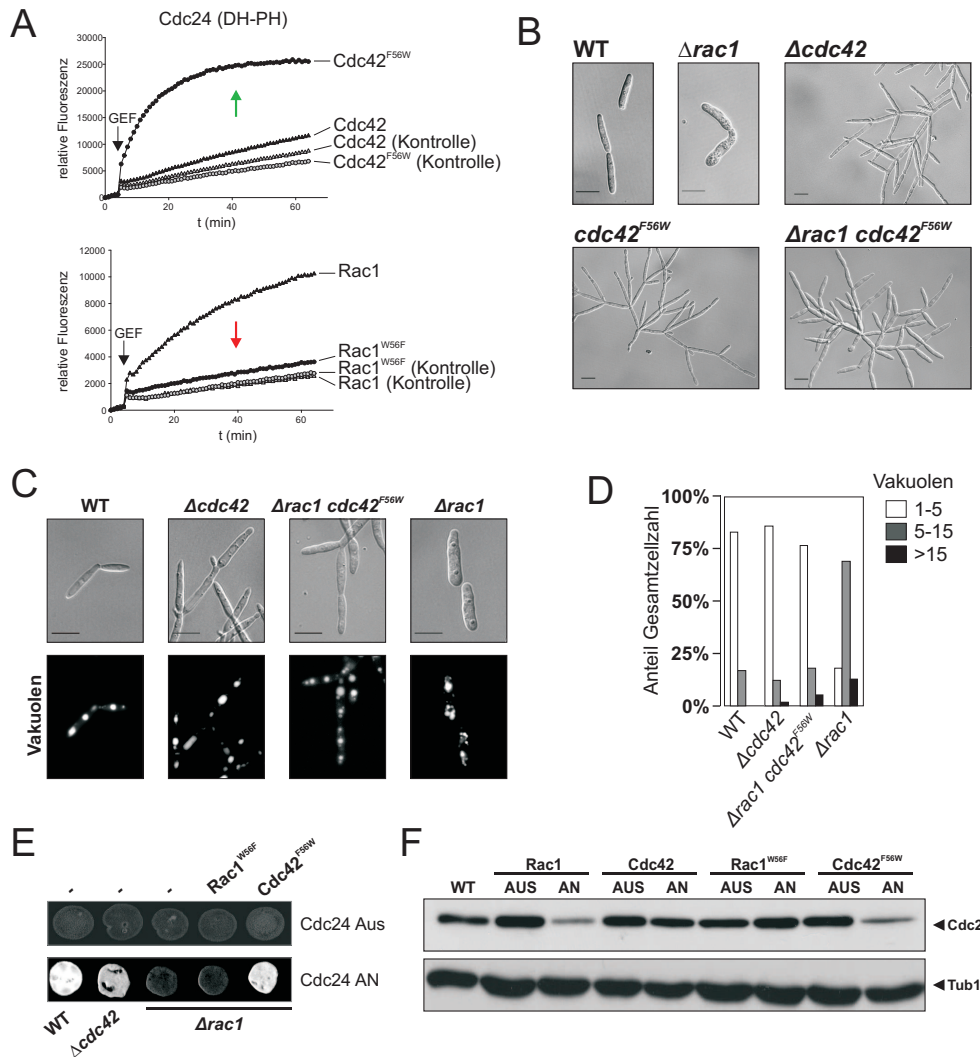 A
Cdc24 (DH-PH)
relative Fluoreszenz
30000
25000
20000
15000
10000
5000
0
GEF
Cdc42F56W
Cdc42
Cdc42 (Kontrolle)
Cdc42F56W (Kontrolle)
0 20 40 60
t (min)
relative Fluoreszenz
12000
10000
8000
6000
4000
2000
0
GEF
Rac1
Rac1W56F
Rac1W56F (Kontrolle)
Rac1 (Kontrolle)
0 20 40 60
t (min)
B
WT Δrac1 Δcdc42
cdc42F56W Δrac1 cdc42F56W
C
WT Δcdc42 Δrac1 cdc42F56W Δrac1
Vakuolen
D
Anteil Gesamtzellzahl
100%
75%
50%
25%
0%
WT Δcdc42 Δrac1 cdc42F56W Δrac1
Vakuolen
1-5
5-15
>15
E
- - - Rac1W56F Cdc42F56W
Cdc24 Aus
Cdc24 AN
WT Δcdc42 Δrac1
F
Rac1 Cdc42 Rac1W56F Cdc42F56W
WT AUS AN AUS AN AUS AN AUS AN
Cdc2
Tub1